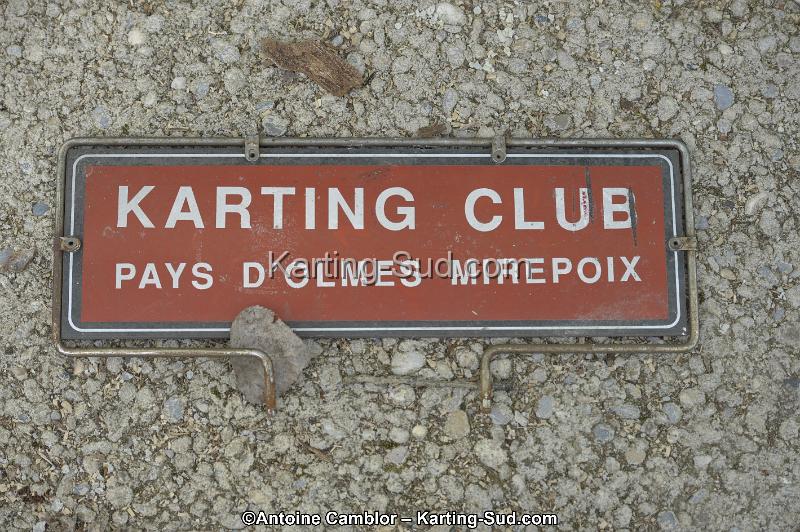 KARTING CLUB
PAYS D'OLMES MIREPOIX
Karting-Sud.com
©Antoine Camblor – Karting-Sud.com